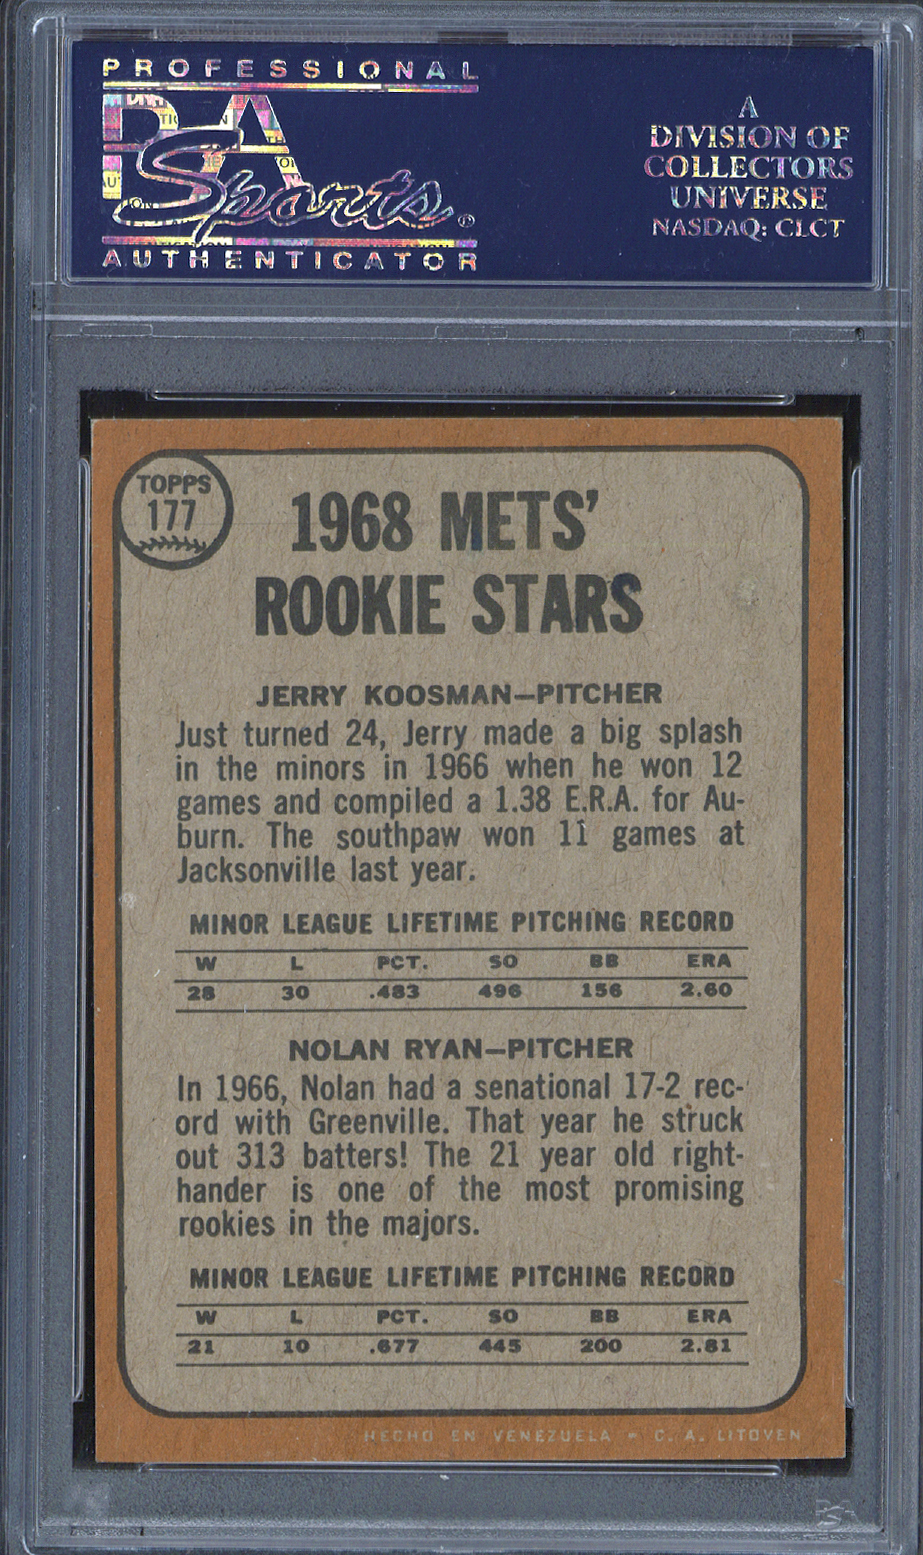 PROFESSIONAL
PSA
Sports®
AUTHENTICATOR
A
DIVISION OF
COLLECTORS
UNIVERSE
NASDAQ: CLCT
TOPPS
177
1968 METS'
ROOKIE STARS
JERRY KOOSMAN—PITCHER
Just turned 24, Jerry made a big splash
in the minors in 1966 when he won 12
games and compiled a 1.38 E.R.A. for Au-
burn. The southpaw won 11 games at
Jacksonville last year.
MINOR LEAGUE LIFETIME PITCHING RECORD
W L PCT. SO BB ERA
28 30 .483 496 156 2.60
NOLAN RYAN—PITCHER
In 1966, Nolan had a senational 17-2 rec-
ord with Greenville. That year he struck
out 313 batters! The 21 year old right-
hander is one of the most promising
rookies in the majors.
MINOR LEAGUE LIFETIME PITCHING RECORD
W L PCT. SO BB ERA
21 10 .677 445 200 2.81
HECHO EN VENEZUELA - C. A. LITOVEN